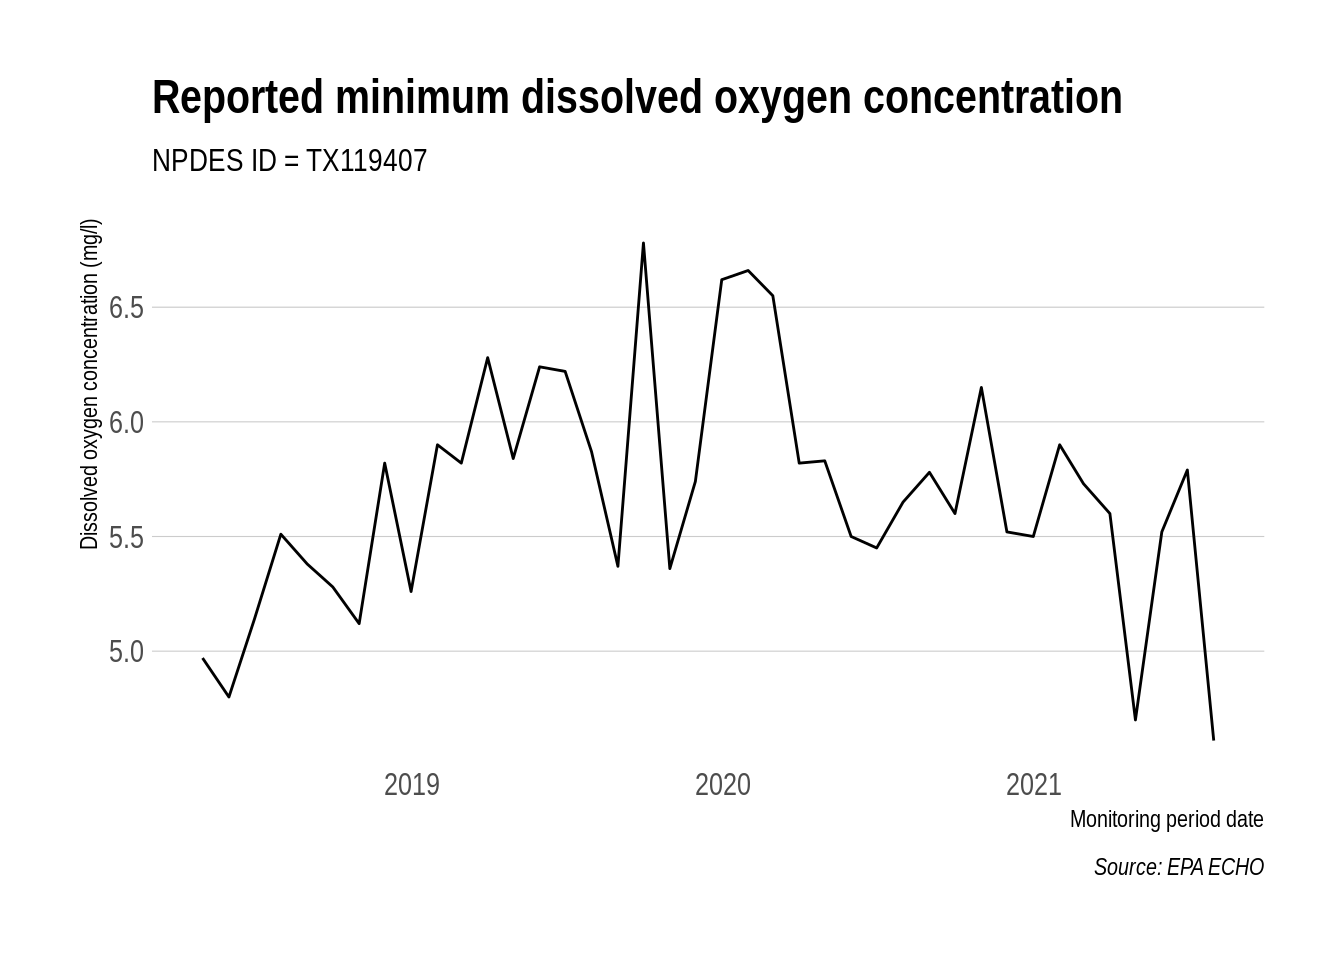 Reported minimum dissolved oxygen concentration
NPDES ID = TX119407
Dissolved oxygen concentration (mg/l)
6.5
6.0
5.5
5.0
2019 2020 2021
Monitoring period date
Source: EPA ECHO